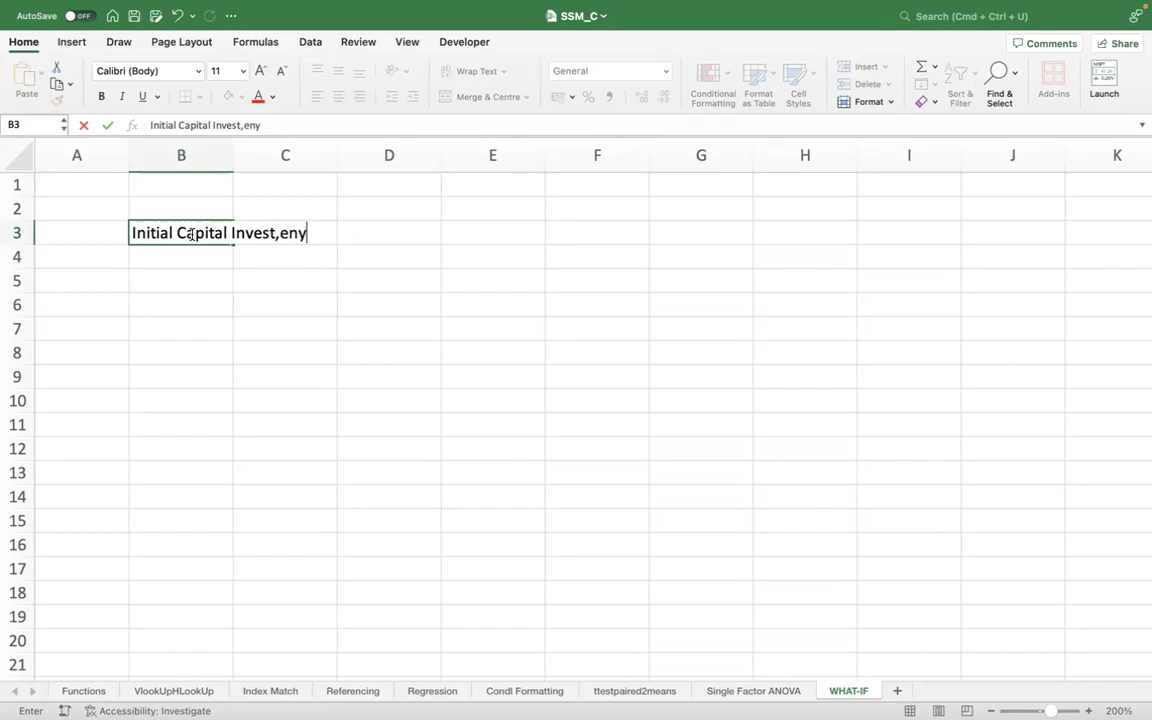 AutoSave OFF SSM_C Search (Cmd + Ctrl + U)
Home Insert Draw Page Layout Formulas Data Review View Developer Comments Share
Paste Calibri (Body) 11 A A Wrap Text General Conditional Formatting Format as Table Cell Styles Insert Delete Format Sort & Filter Find & Select Add-ins Launch
B I U A Merge & Centre %
B3 fx Initial Capital Invest,eny
A B C D E F G H I J K
1
2
3 Initial Capital Invest,eny
4
5
6
7
8
9
10
11
12
13
14
15
16
17
18
19
20
21
Functions VlookUpHLookUp Index Match Referencing Regression Condl Formatting ttestpaired2means Single Factor ANOVA WHAT-IF +
Enter Accessibility: Investigate 200%